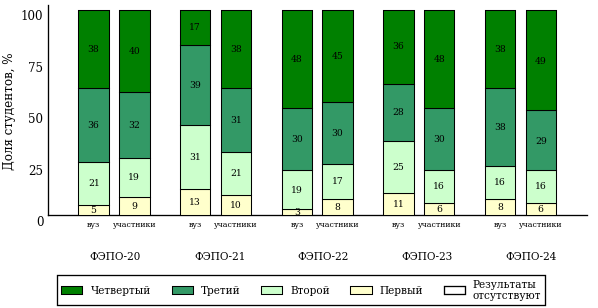 100
75
50
25
0
Доля студентов, %
38 40 17 38 48 45 36 48 38 49
36 32 39 31 30 30 28 30 38 29
21 19 31 21 19 17 25 16 16 16
5 9 13 10 3 8 11 6 8 6
вуз участники вуз участники вуз участники вуз участники вуз участники
ФЭПО-20 ФЭПО-21 ФЭПО-22 ФЭПО-23 ФЭПО-24
Четвертый Третий Второй Первый Результаты
отсутствуют